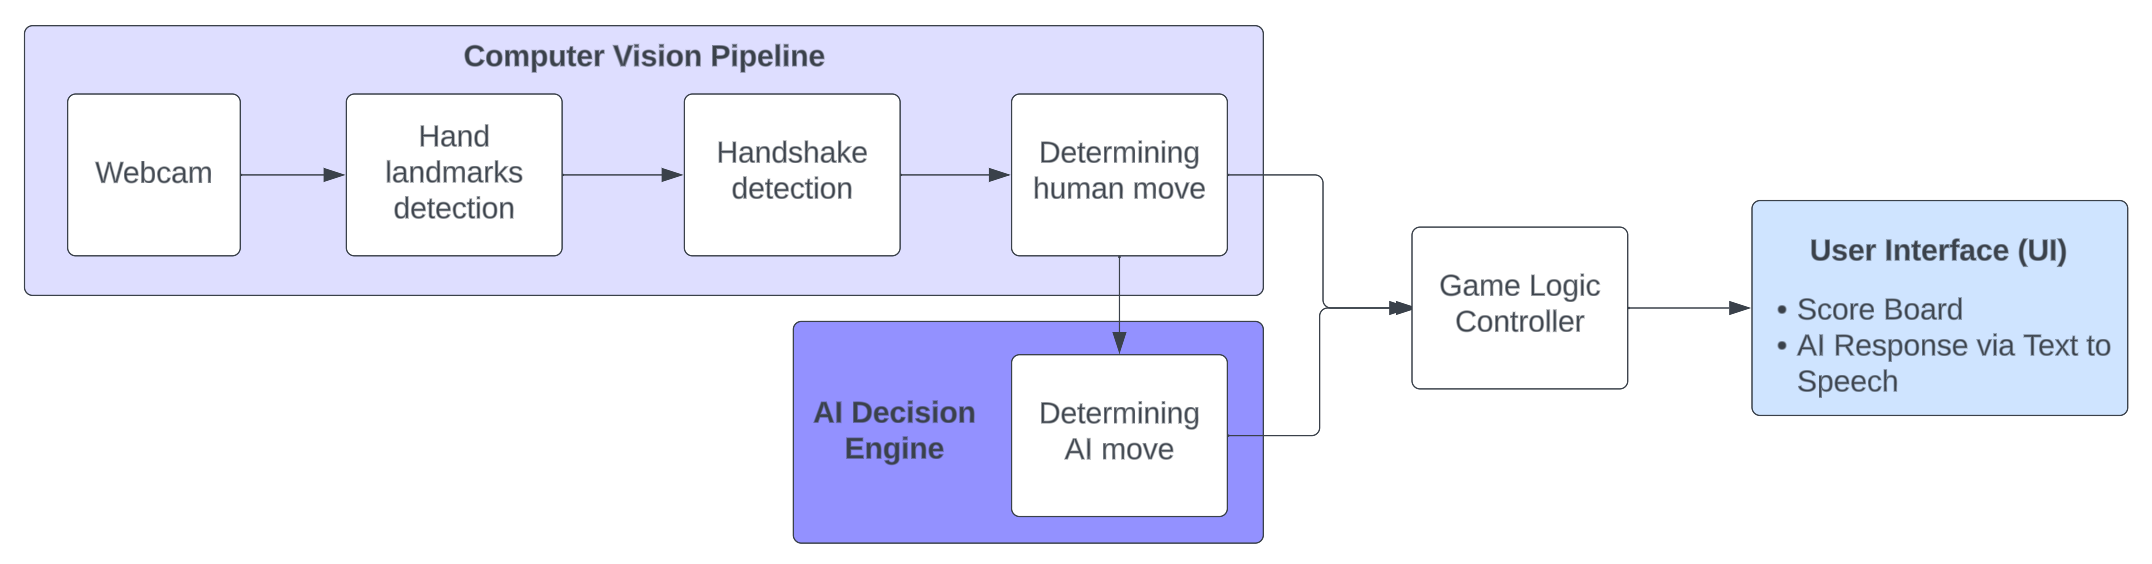 Computer Vision Pipeline
Webcam
Hand
landmarks
detection
Handshake
detection
Determining
human move
AI Decision
Engine
Determining
AI move
Game Logic
Controller
User Interface (UI)
• Score Board
• AI Response via Text to
Speech